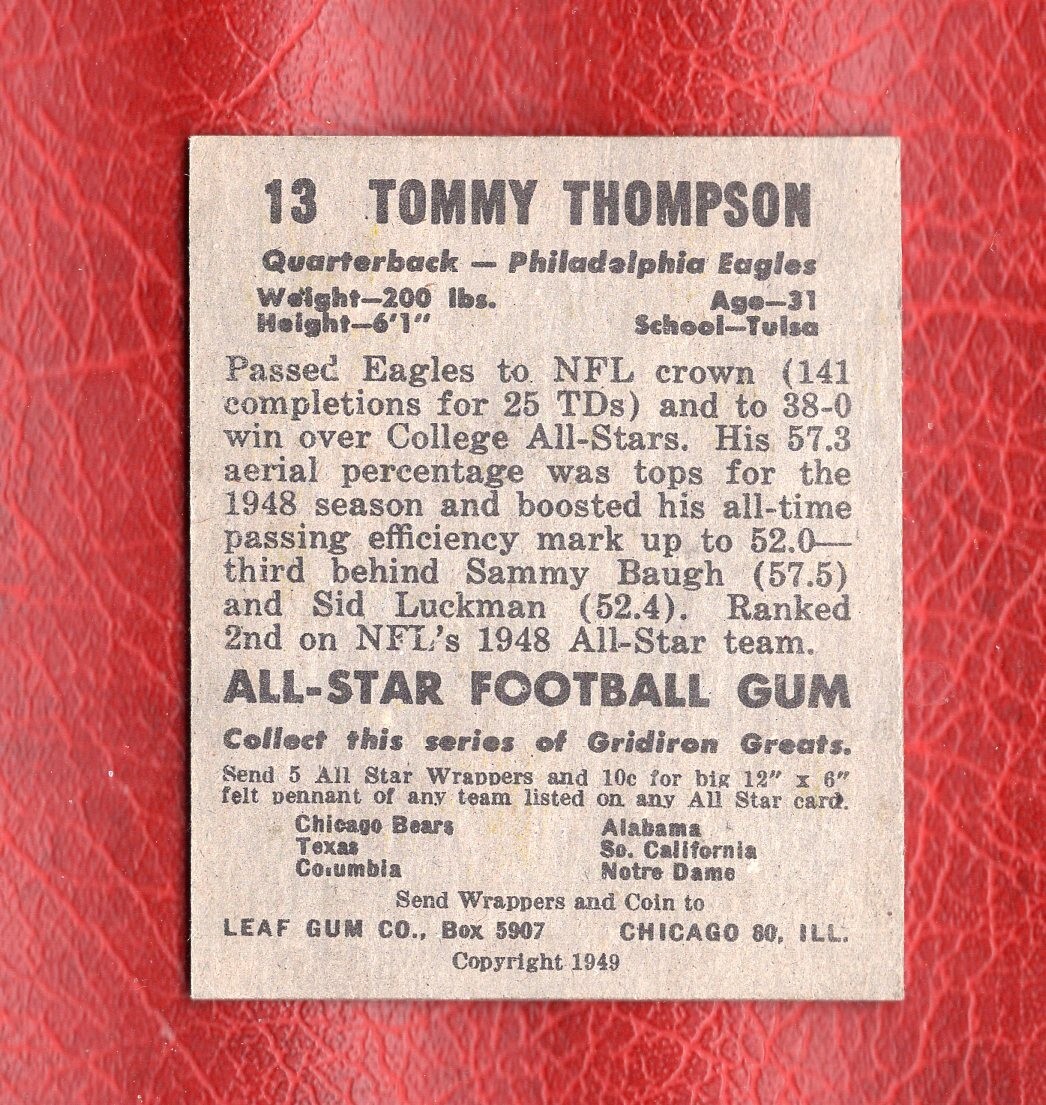 13 TOMMY THOMPSON
Quarterback — Philadelphia Eagles
Weight—200 lbs. Age—31
Height—6'1" School—Tulsa
Passed Eagles to NFL crown (141
completions for 25 TDs) and to 38-0
win over College All-Stars. His 57.3
aerial percentage was tops for the
1948 season and boosted his all-time
passing efficiency mark up to 52.0—
third behind Sammy Baugh (57.5)
and Sid Luckman (52.4). Ranked
2nd on NFL's 1948 All-Star team.
ALL-STAR FOOTBALL GUM
Collect this series of Gridiron Greats.
Send 5 All Star Wrappers and 10c for big 12" x 6"
felt pennant of any team listed on any All Star card.
Chicago Bears Alabama
Texas So. California
Columbia Notre Dame
Send Wrappers and Coin to
LEAF GUM CO., Box 5907 CHICAGO 80, ILL.
Copyright 1949